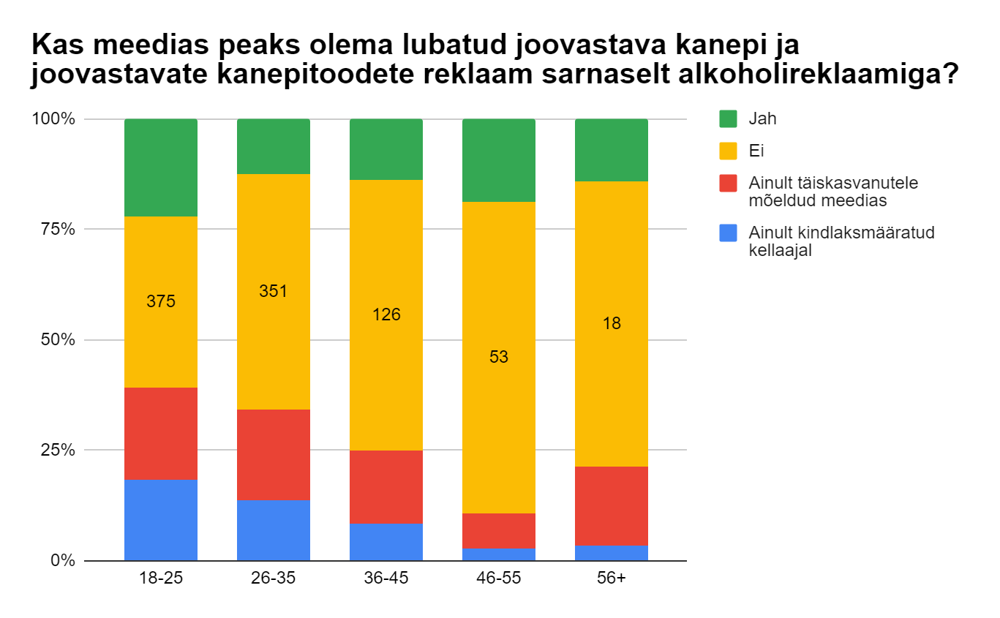 Kas meedias peaks olema lubatud joovastava kanepi ja
joovastavate kanepitoodete reklaam sarnaselt alkoholireklaamiga?
100%
75%
50%
25%
0%
375
351
126
53
18
18-25
26-35
36-45
46-55
56+
Jah
Ei
Ainult täiskasvanutele
mõeldud meedias
Ainult kindlaksmääratud
kellaajal